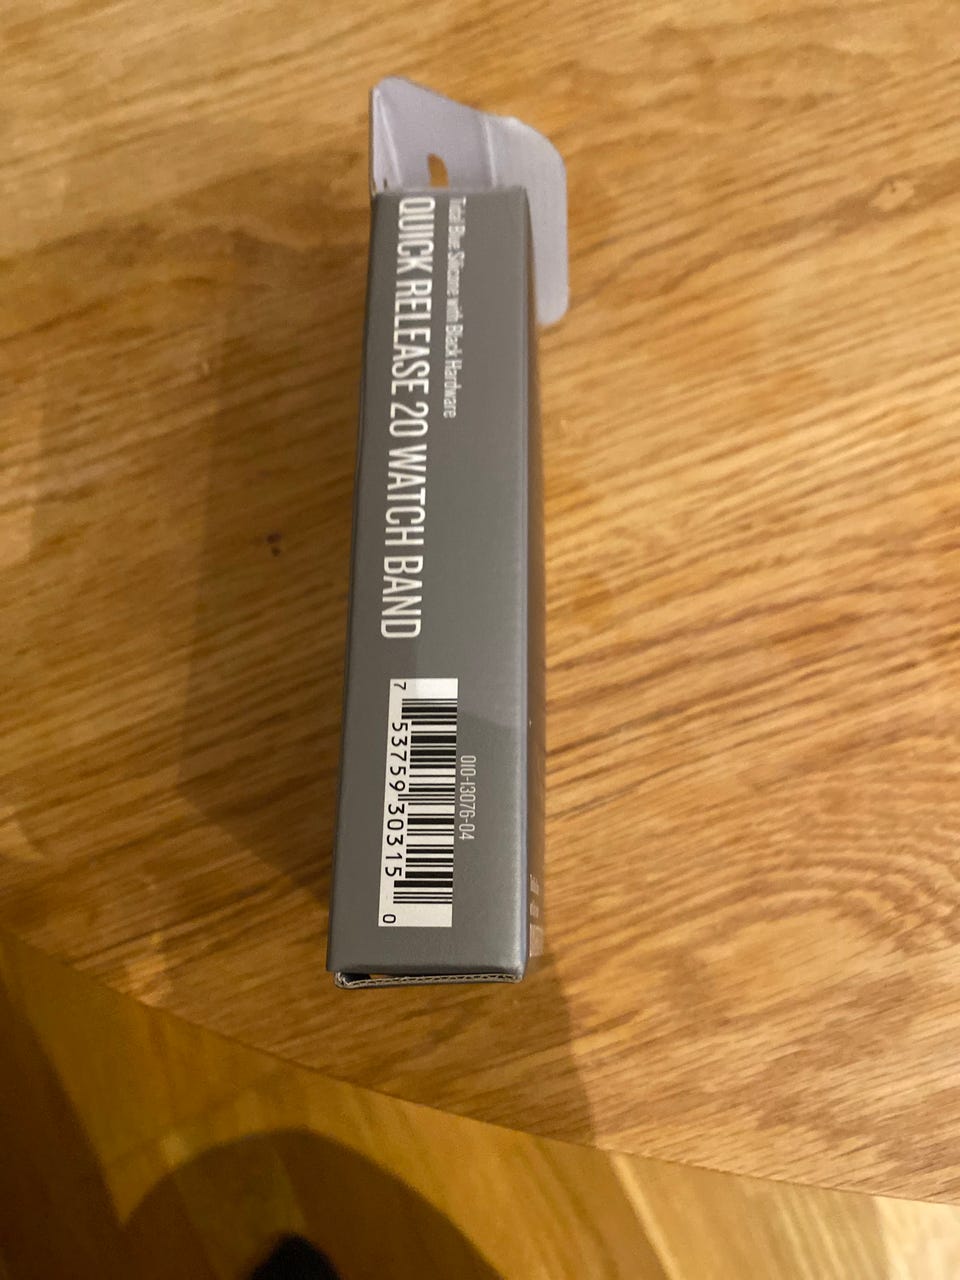 Tidal Blue Silicone with Black Hardware
QUICK RELEASE 20 WATCH BAND
010-13076-04
7 53759 30315 0